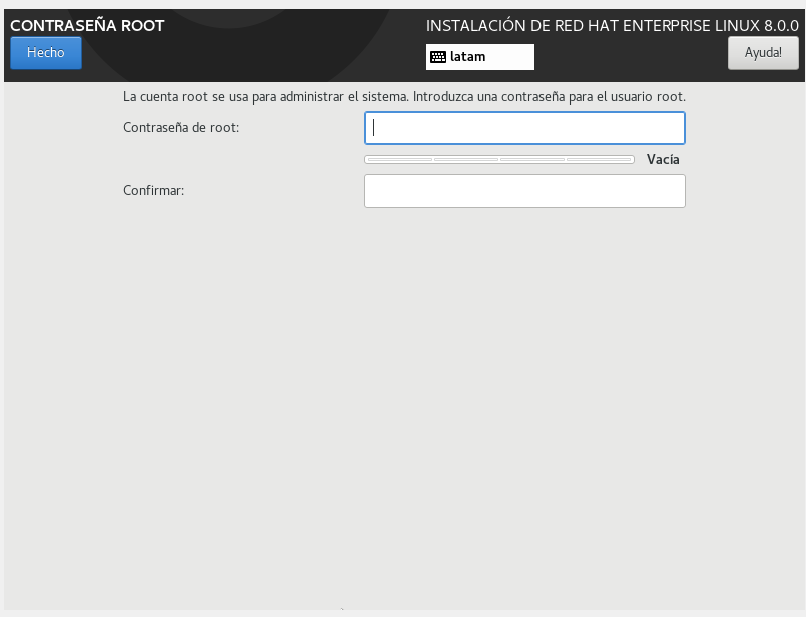 CONTRASEÑA ROOT
INSTALACIÓN DE RED HAT ENTERPRISE LINUX 8.0.0
Hecho
latam
Ayuda!
La cuenta root se usa para administrar el sistema. Introduzca una contraseña para el usuario root.
Contraseña de root:
Vacía
Confirmar: